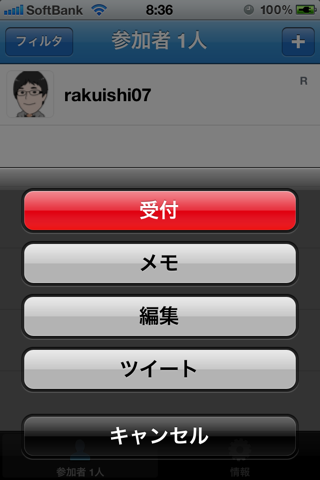 SoftBank 8:36 100%
フィルタ 参加者 1人 +
rakuishi07 R
受付
メモ
編集
ツイート
キャンセル
参加者 1人 情報